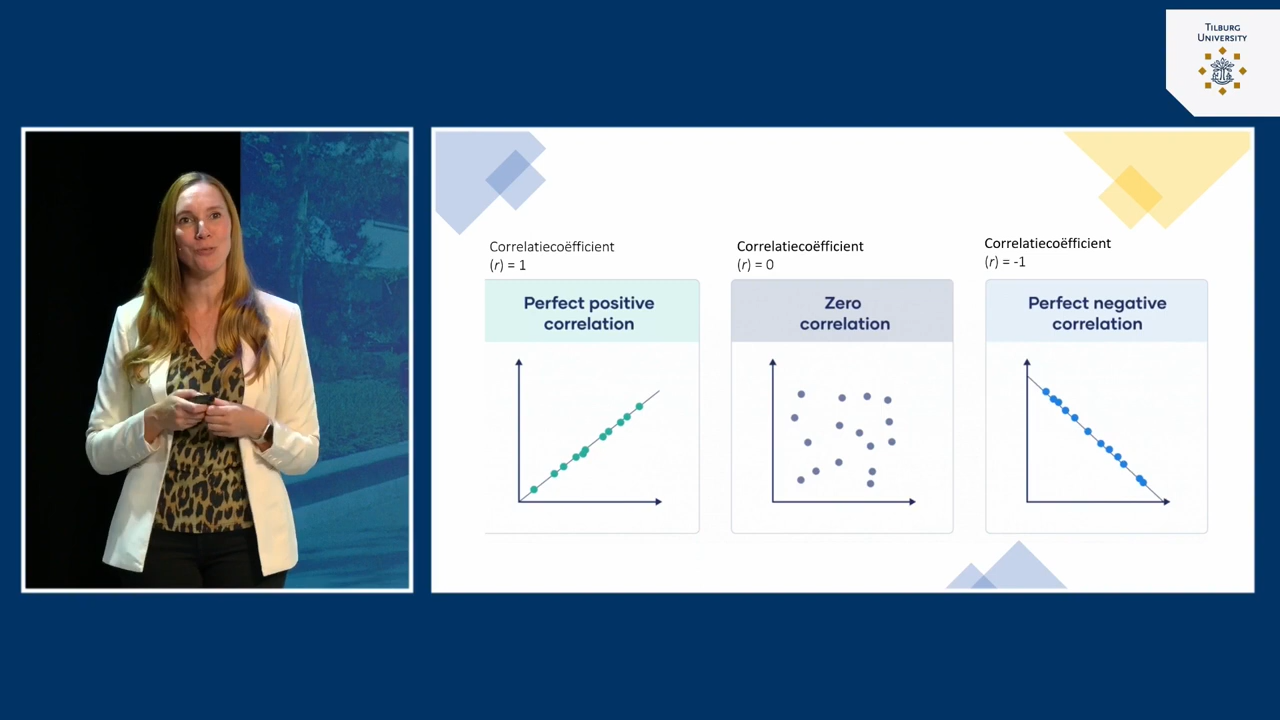 TILBURG
UNIVERSITY
Correlatiecoëfficient
(r) = 1
Perfect positive
correlation
Correlatiecoëfficient
(r) = 0
Zero
correlation
Correlatiecoëfficient
(r) = -1
Perfect negative
correlation